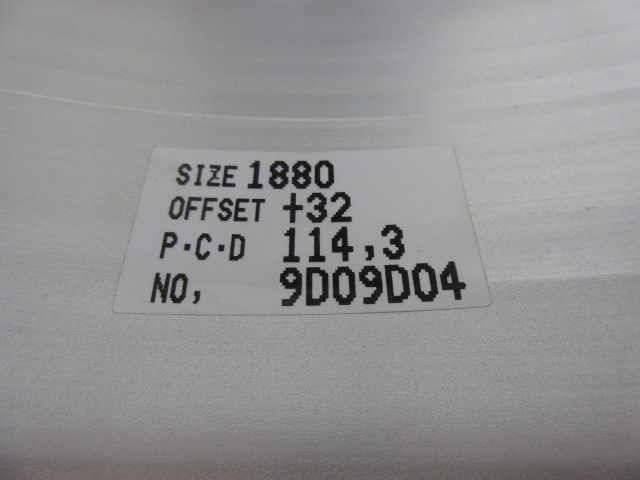 SIZE 1880
OFFSET +32
P·C·D 114,3
NO, 9D09D04